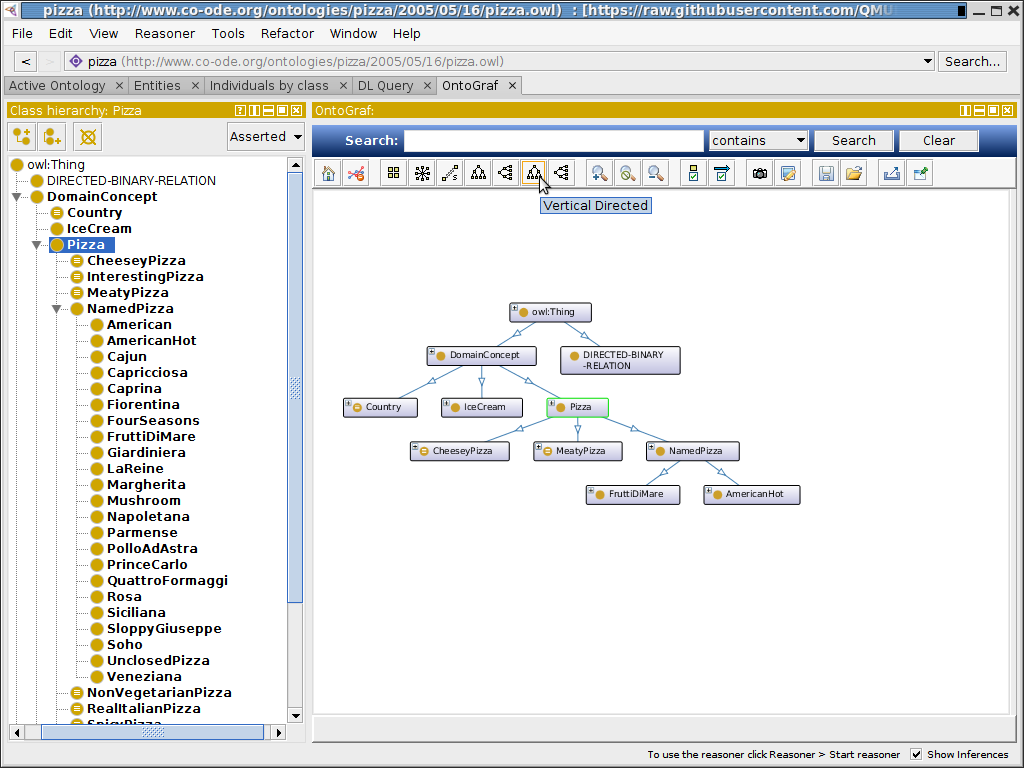 pizza (http://www.co-ode.org/ontologies/pizza/2005/05/16/pizza.owl) : [https://raw.githubusercontent.com/QMU
File Edit View Reasoner Tools Refactor Window Help
< > pizza (http://www.co-ode.org/ontologies/pizza/2005/05/16/pizza.owl) Search...
Active Ontology Entities Individuals by class DL Query OntoGraf
Class hierarchy: Pizza
OntoGraf:
Asserted
Search: contains Search Clear
Vertical Directed
owl:Thing
DIRECTED-BINARY-RELATION
DomainConcept
Country
IceCream
Pizza
CheeseyPizza
InterestingPizza
MeatyPizza
NamedPizza
American
AmericanHot
Cajun
Capricciosa
Caprina
Fiorentina
FourSeasons
FruttiDiMare
Giardiniera
LaReine
Margherita
Mushroom
Napoletana
Parmense
PolloAdAstra
PrinceCarlo
QuattroFormaggi
Rosa
Siciliana
SloppyGiuseppe
Soho
UnclosedPizza
Veneziana
NonVegetarianPizza
RealItalianPizza
SpicyPizza
owl:Thing
DomainConcept
DIRECTED-BINARY
-RELATION
Country
IceCream
Pizza
CheeseyPizza
MeatyPizza
NamedPizza
FruttiDiMare
AmericanHot
To use the reasoner click Reasoner > Start reasoner Show Inferences